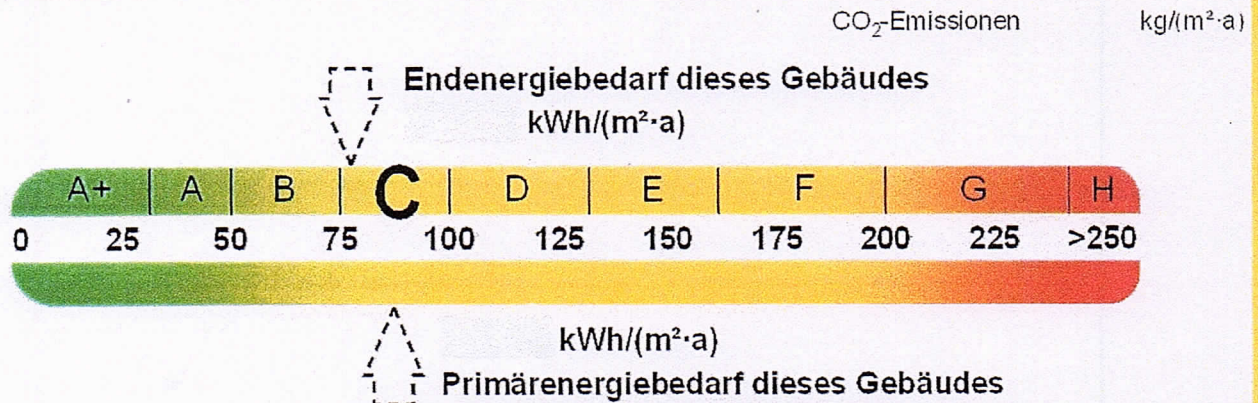 CO₂-Emissionen kg/(m²·a)
Endenergiebedarf dieses Gebäudes
kWh/(m²·a)
A+ A B C D E F G H
0 25 50 75 100 125 150 175 200 225 >250
kWh/(m²·a)
Primärenergiebedarf dieses Gebäudes